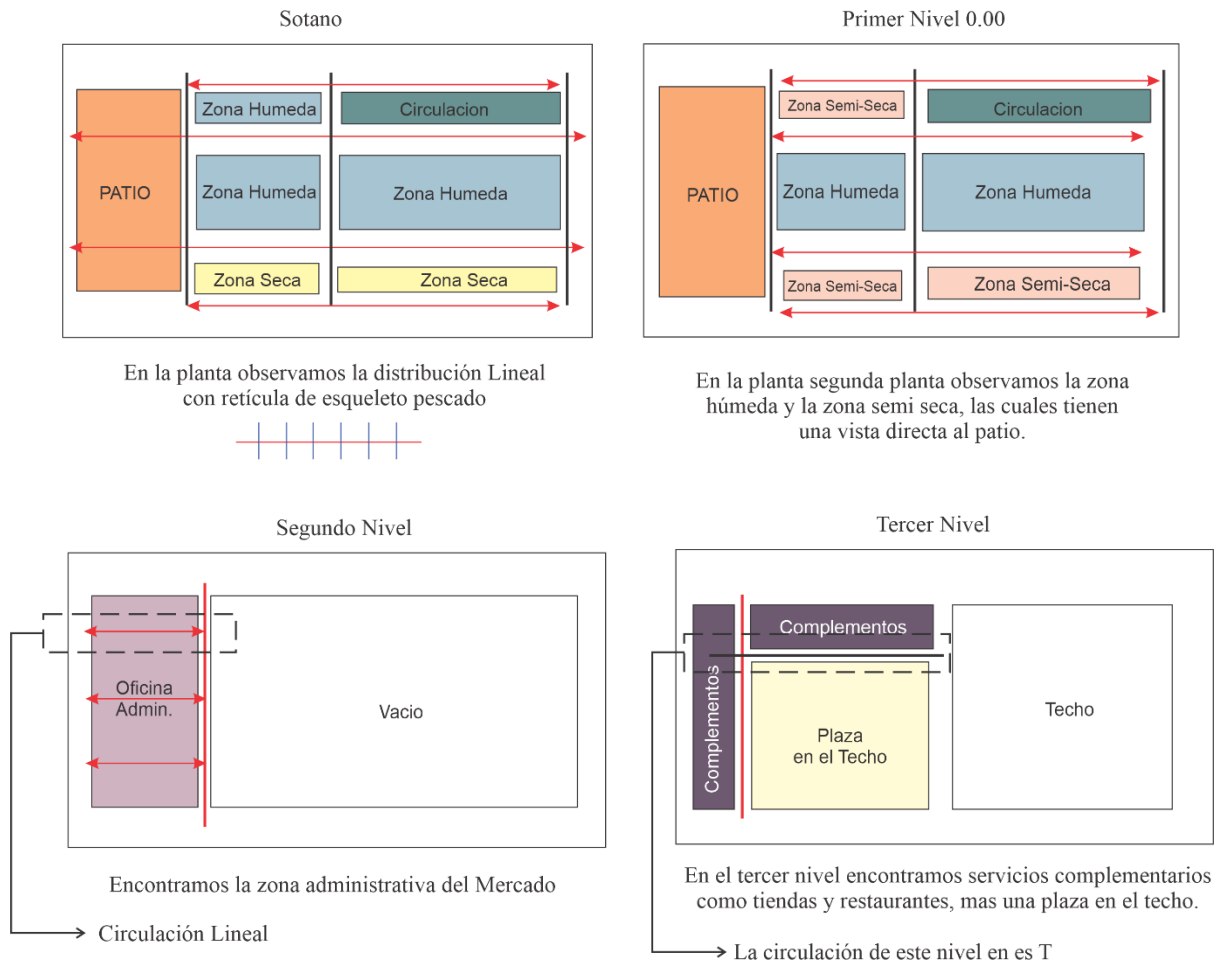 Sotano
Zona Humeda
Circulacion
PATIO
Zona Humeda
Zona Humeda
Zona Seca
Zona Seca
En la planta observamos la distribución Lineal
con retícula de esqueleto pescado
Primer Nivel 0.00
Zona Semi-Seca
Circulacion
PATIO
Zona Humeda
Zona Humeda
Zona Semi-Seca
Zona Semi-Seca
En la planta segunda planta observamos la zona
húmeda y la zona semi seca, las cuales tienen
una vista directa al patio.
Segundo Nivel
Oficina
Admin.
Vacio
Encontramos la zona administrativa del Mercado
Circulación Lineal
Tercer Nivel
Complementos
Complementos
Plaza
en el Techo
Techo
En el tercer nivel encontramos servicios complementarios
como tiendas y restaurantes, mas una plaza en el techo.
La circulación de este nivel en es T